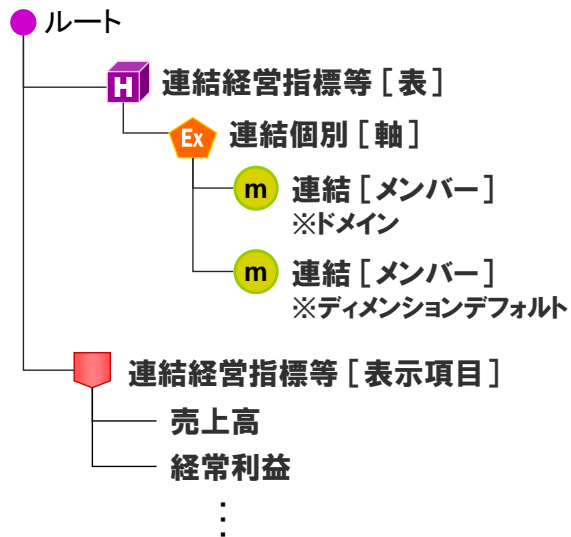 ルート
H 連結経営指標等［表］
Ex 連結個別［軸］
m 連結［メンバー］
※ドメイン
m 連結［メンバー］
※ディメンションデフォルト
連結経営指標等［表示項目］
売上高
経常利益
⋮